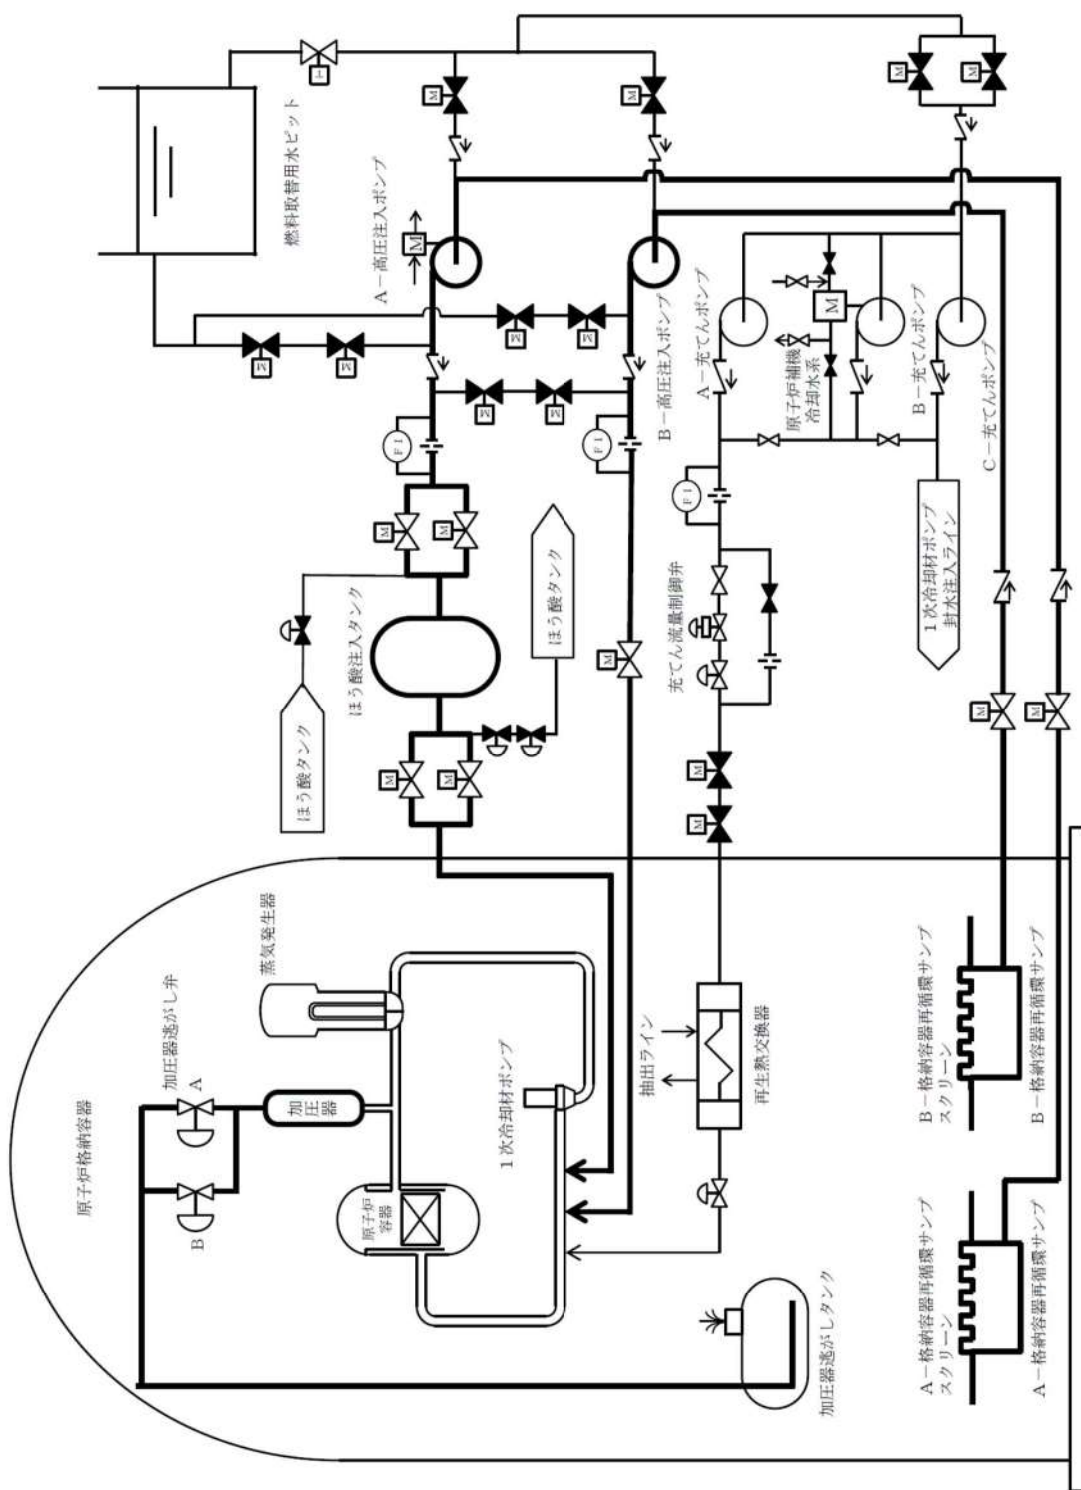 原子炉格納容器
加圧器逃がし弁
A
B
加圧器
蒸気発生器
原子炉
容器
1次冷却材ポンプ
加圧器逃がしタンク
抽出ライン
再生熱交換器
A－格納容器再循環サンプ
スクリーン
A－格納容器再循環サンプ
B－格納容器再循環サンプ
スクリーン
B－格納容器再循環サンプ
ほう酸タンク
ほう酸注入タンク
ほう酸タンク
M
M
M
M
M
M
M
充てん流量制御弁
FI
FI
FI
M
M
M
M
M
M
M
M
M
M
燃料取替用水ピット
A－高圧注入ポンプ
M
B－高圧注入ポンプ
M
M
A－充てんポンプ
原子炉補機
冷却水系
M
B－充てんポンプ
C－充てんポンプ
1次冷却材ポンプ
封水注入ライン
M
M
M
M